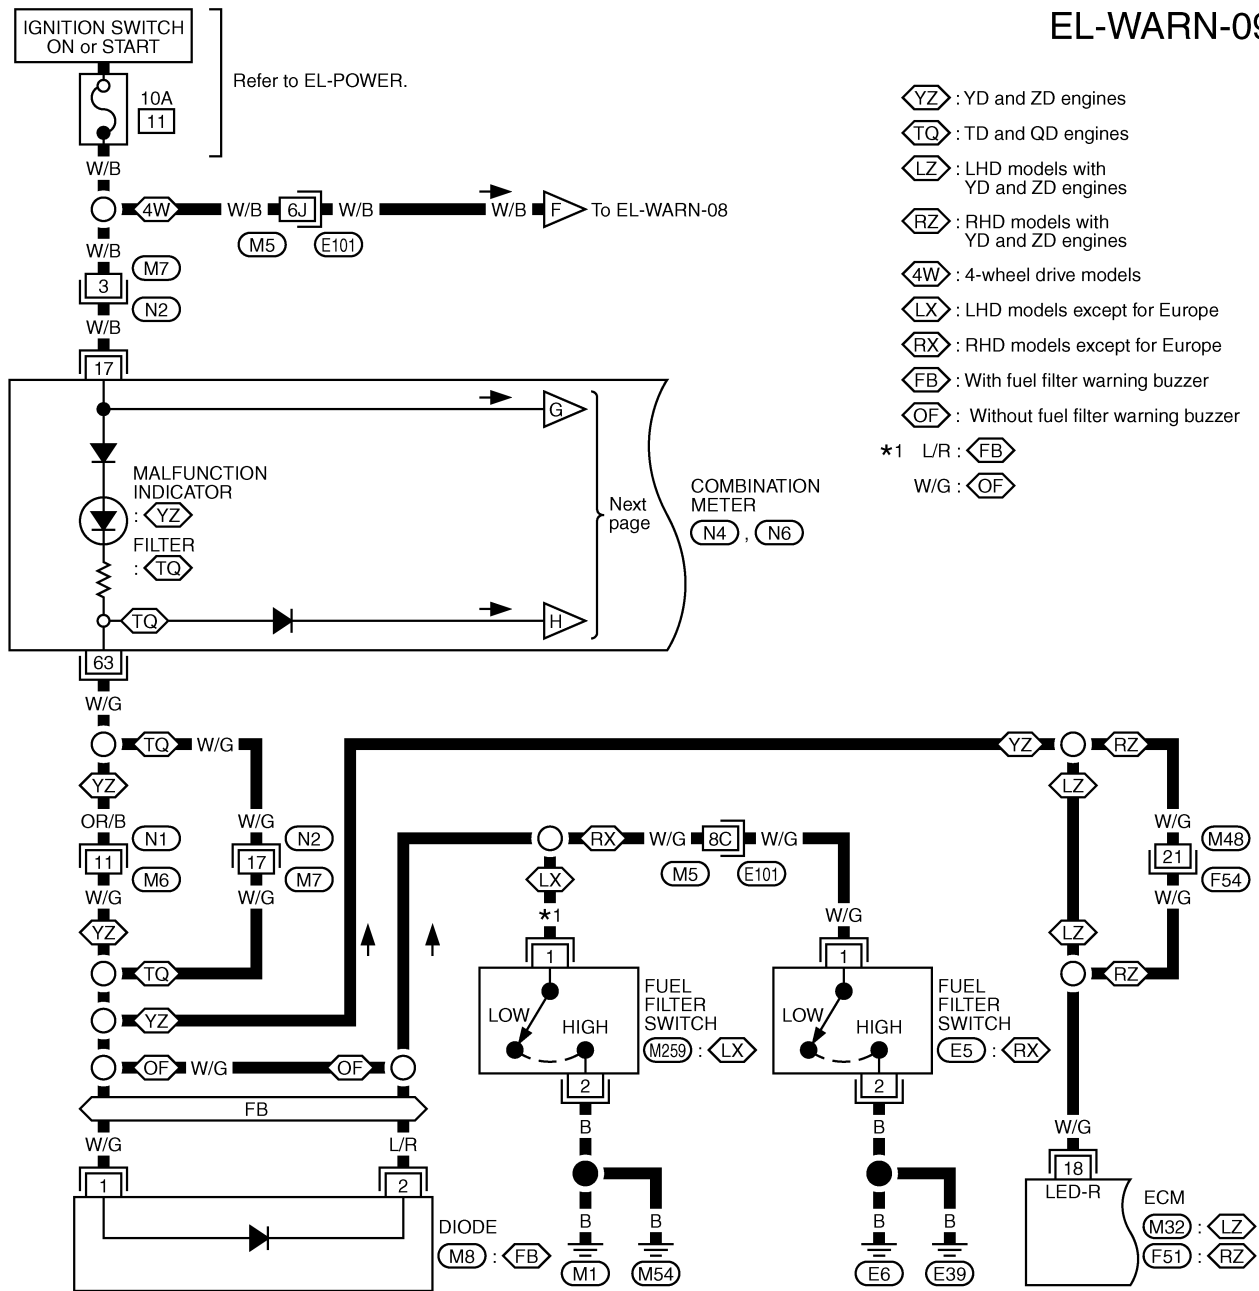 EL-WARN-09
IGNITION SWITCH
ON or START
Refer to EL-POWER.
10A
11
W/B
4W
W/B
6J
W/B
W/B
F
To EL-WARN-08
M5
E101
W/B
M7
3
N2
W/B
17
YZ : YD and ZD engines
TQ : TD and QD engines
LZ : LHD models with
YD and ZD engines
RZ : RHD models with
YD and ZD engines
4W : 4-wheel drive models
LX : LHD models except for Europe
RX : RHD models except for Europe
FB : With fuel filter warning buzzer
OF : Without fuel filter warning buzzer
*1 L/R : FB
W/G : OF
G
MALFUNCTION
INDICATOR
: YZ
FILTER
: TQ
Next
page
COMBINATION
METER
N4 , N6
TQ
H
63
W/G
TQ
W/G
YZ
RZ
YZ
LZ
OR/B
N1
W/G
N2
RX
W/G
8C
W/G
W/G
M48
11
17
21
M6
M7
LX
M5
E101
F54
W/G
W/G
*1
W/G
W/G
YZ
LZ
1
1
TQ
RZ
LOW
HIGH
FUEL
FILTER
SWITCH
M259 : LX
LOW
HIGH
FUEL
FILTER
SWITCH
E5 : RX
YZ
OF
W/G
OF
2
2
FB
B
B
W/G
W/G
L/R
1
2
18
LED-R
ECM
M32 : LZ
F51 : RZ
DIODE
M8 : FB
B
B
B
B
M1
M54
E6
E39